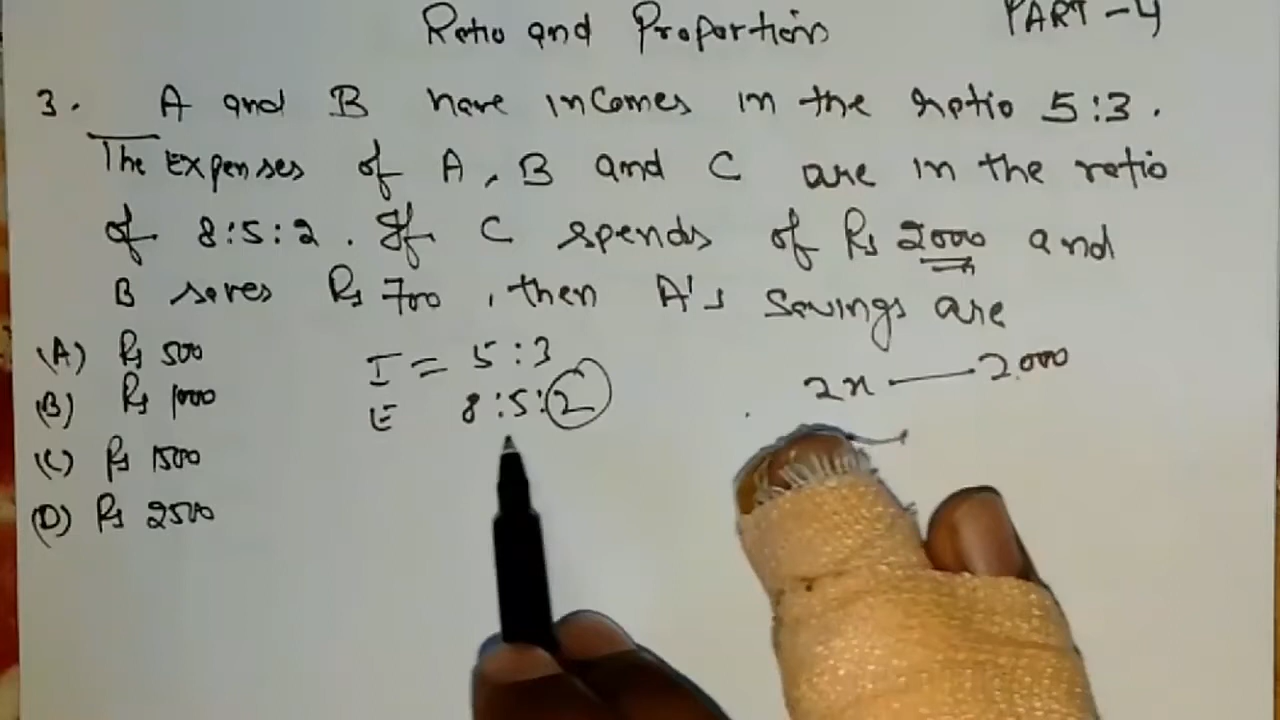 Ratio and Proportion PART-4
3. A and B have incomes in the ratio 5:3.
The Expenses of A, B and C are in the ratio
of 8:5:2. If C spends of Rs 2000 and
B saves Rs 700, then A's Savings are
(A) Rs 500
(B) Rs 1000
(C) Rs 1500
(D) Rs 2500
I = 5:3
E 8:5:2
2x — 2000